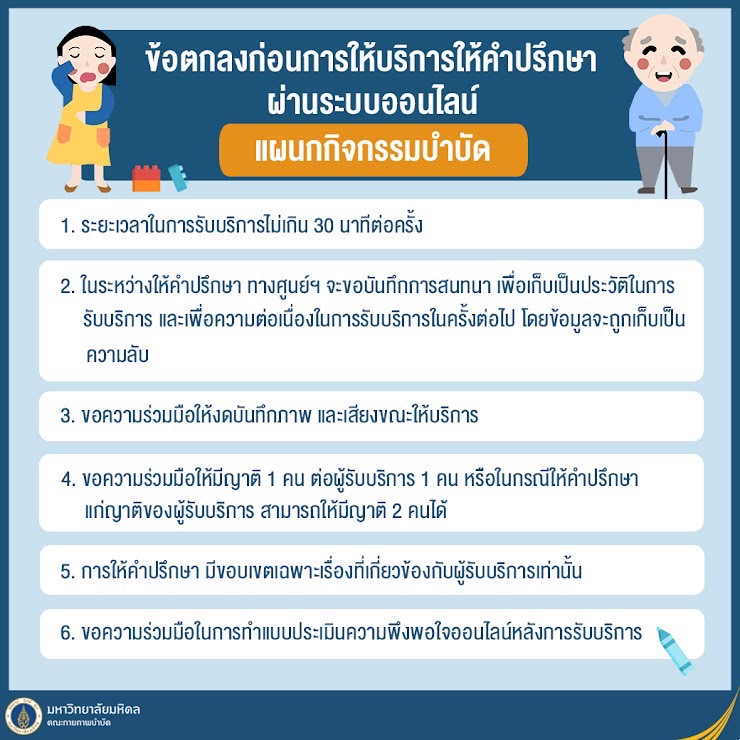 ข้อตกลงก่อนการให้บริการให้คำปรึกษา
ผ่านระบบออนไลน์
แผนกกิจกรรมบำบัด
1. ระยะเวลาในการรับบริการไม่เกิน 30 นาทีต่อครั้ง
2. ในระหว่างให้คำปรึกษา ทางศูนย์ฯ จะขอบันทึกการสนทนา เพื่อเก็บเป็นประวัติในการ
รับบริการ และเพื่อความต่อเนื่องในการรับบริการในครั้งต่อไป โดยข้อมูลจะถูกเก็บเป็น
ความลับ
3. ขอความร่วมมือให้งดบันทึกภาพ และเสียงขณะให้บริการ
4. ขอความร่วมมือให้มีญาติ 1 คน ต่อผู้รับบริการ 1 คน หรือในกรณีให้คำปรึกษา
แก่ญาติของผู้รับบริการ สามารถให้มีญาติ 2 คนได้
5. การให้คำปรึกษา มีขอบเขตเฉพาะเรื่องที่เกี่ยวข้องกับผู้รับบริการเท่านั้น
6. ขอความร่วมมือในการทำแบบประเมินความพึงพอใจออนไลน์หลังการรับบริการ
มหาวิทยาลัยมหิดล
คณะกายภาพบำบัด